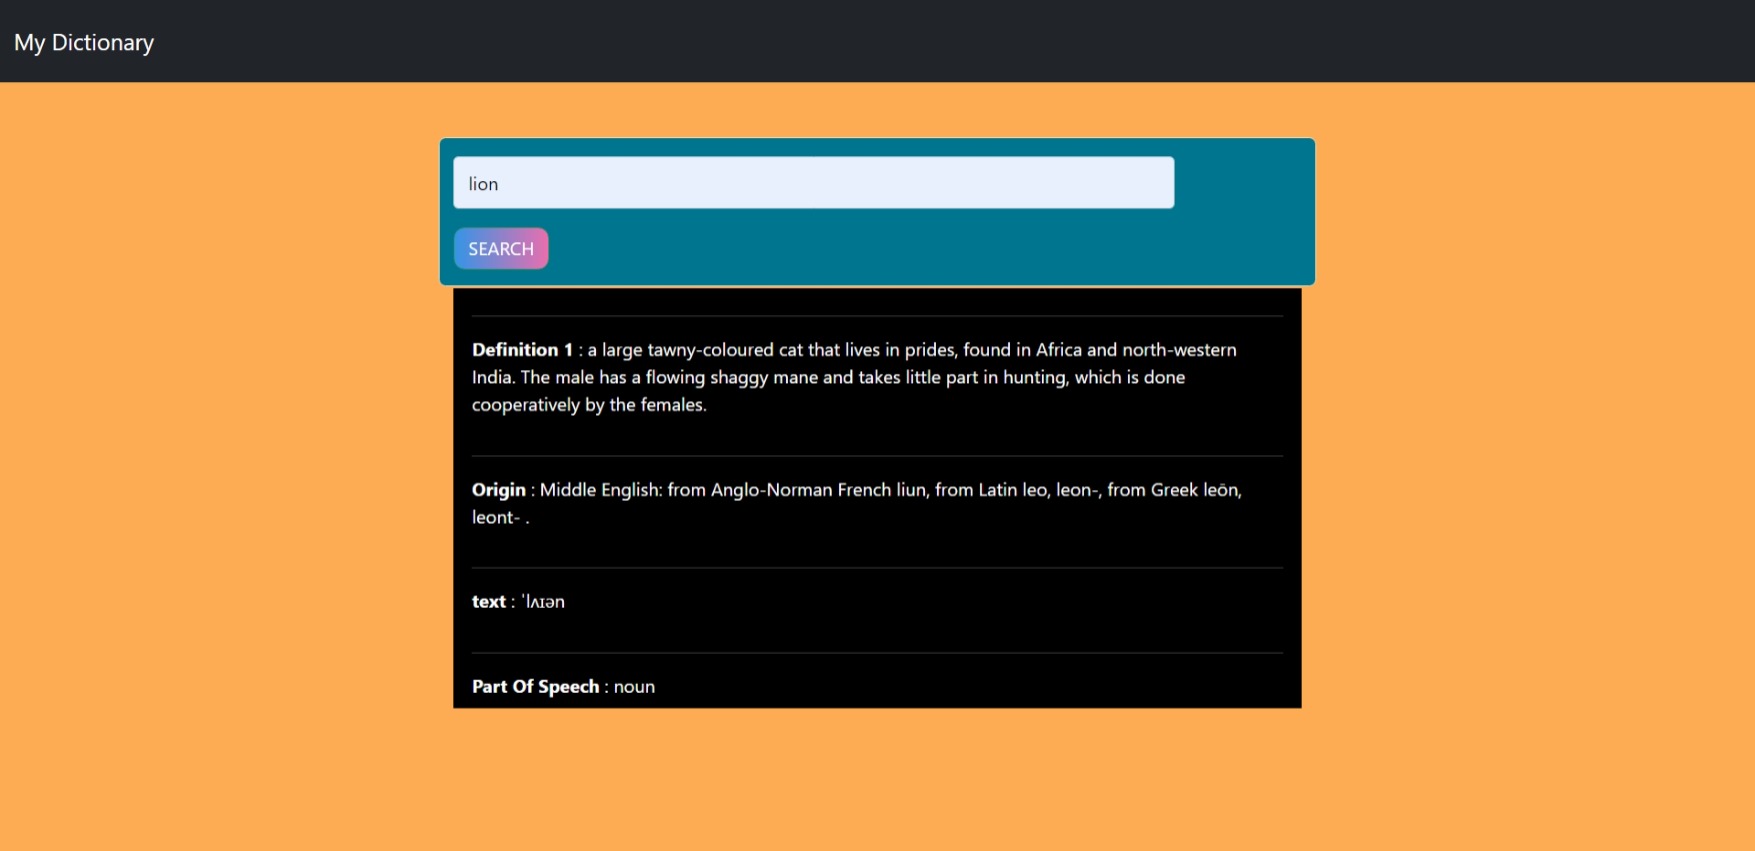 My Dictionary
lion
SEARCH
Definition 1 : a large tawny-coloured cat that lives in prides, found in Africa and north-western
India. The male has a flowing shaggy mane and takes little part in hunting, which is done
cooperatively by the females.
Origin : Middle English: from Anglo-Norman French liun, from Latin leo, leon-, from Greek leōn,
leont- .
text : ˈlʌɪən
Part Of Speech : noun